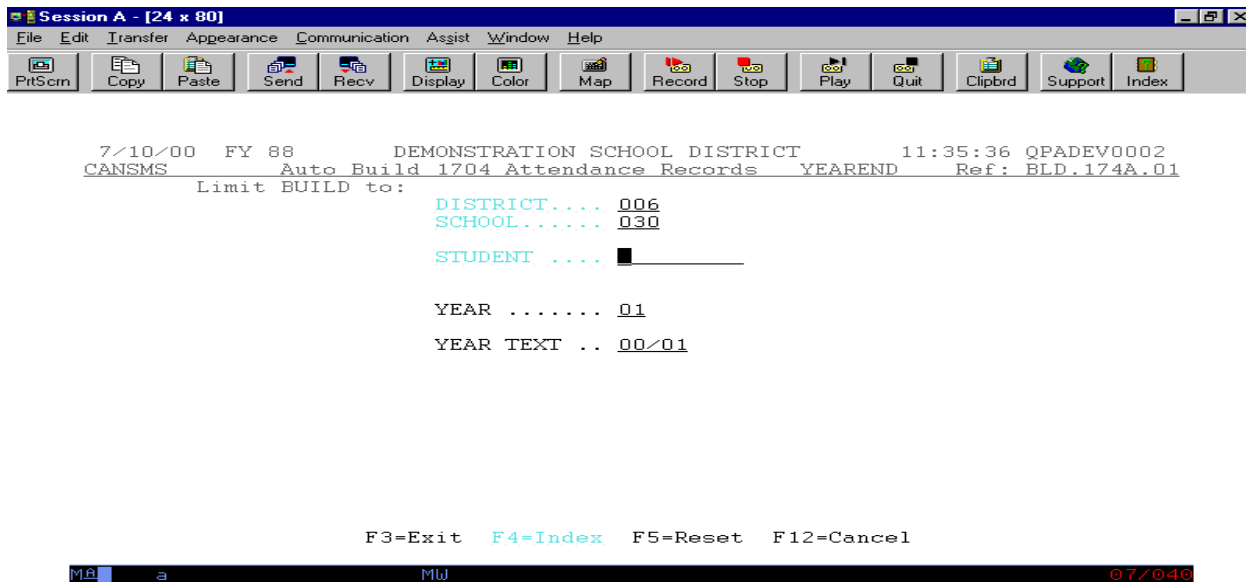 Session A - [24 x 80]
File Edit Transfer Appearance Communication Assist Window Help
PrtScrn Copy Paste Send Recv Display Color Map Record Stop Play Quit Clipbrd Support Index
7/10/00 FY 88 DEMONSTRATION SCHOOL DISTRICT 11:35:36 QPADEV0002
CANSMS Auto Build 1704 Attendance Records YEAREND Ref: BLD.174A.01
Limit BUILD to:
DISTRICT.... 006
SCHOOL...... 030
STUDENT ....
YEAR ....... 01
YEAR TEXT .. 00/01
F3=Exit F4=Index F5=Reset F12=Cancel
MA a MW 07/040